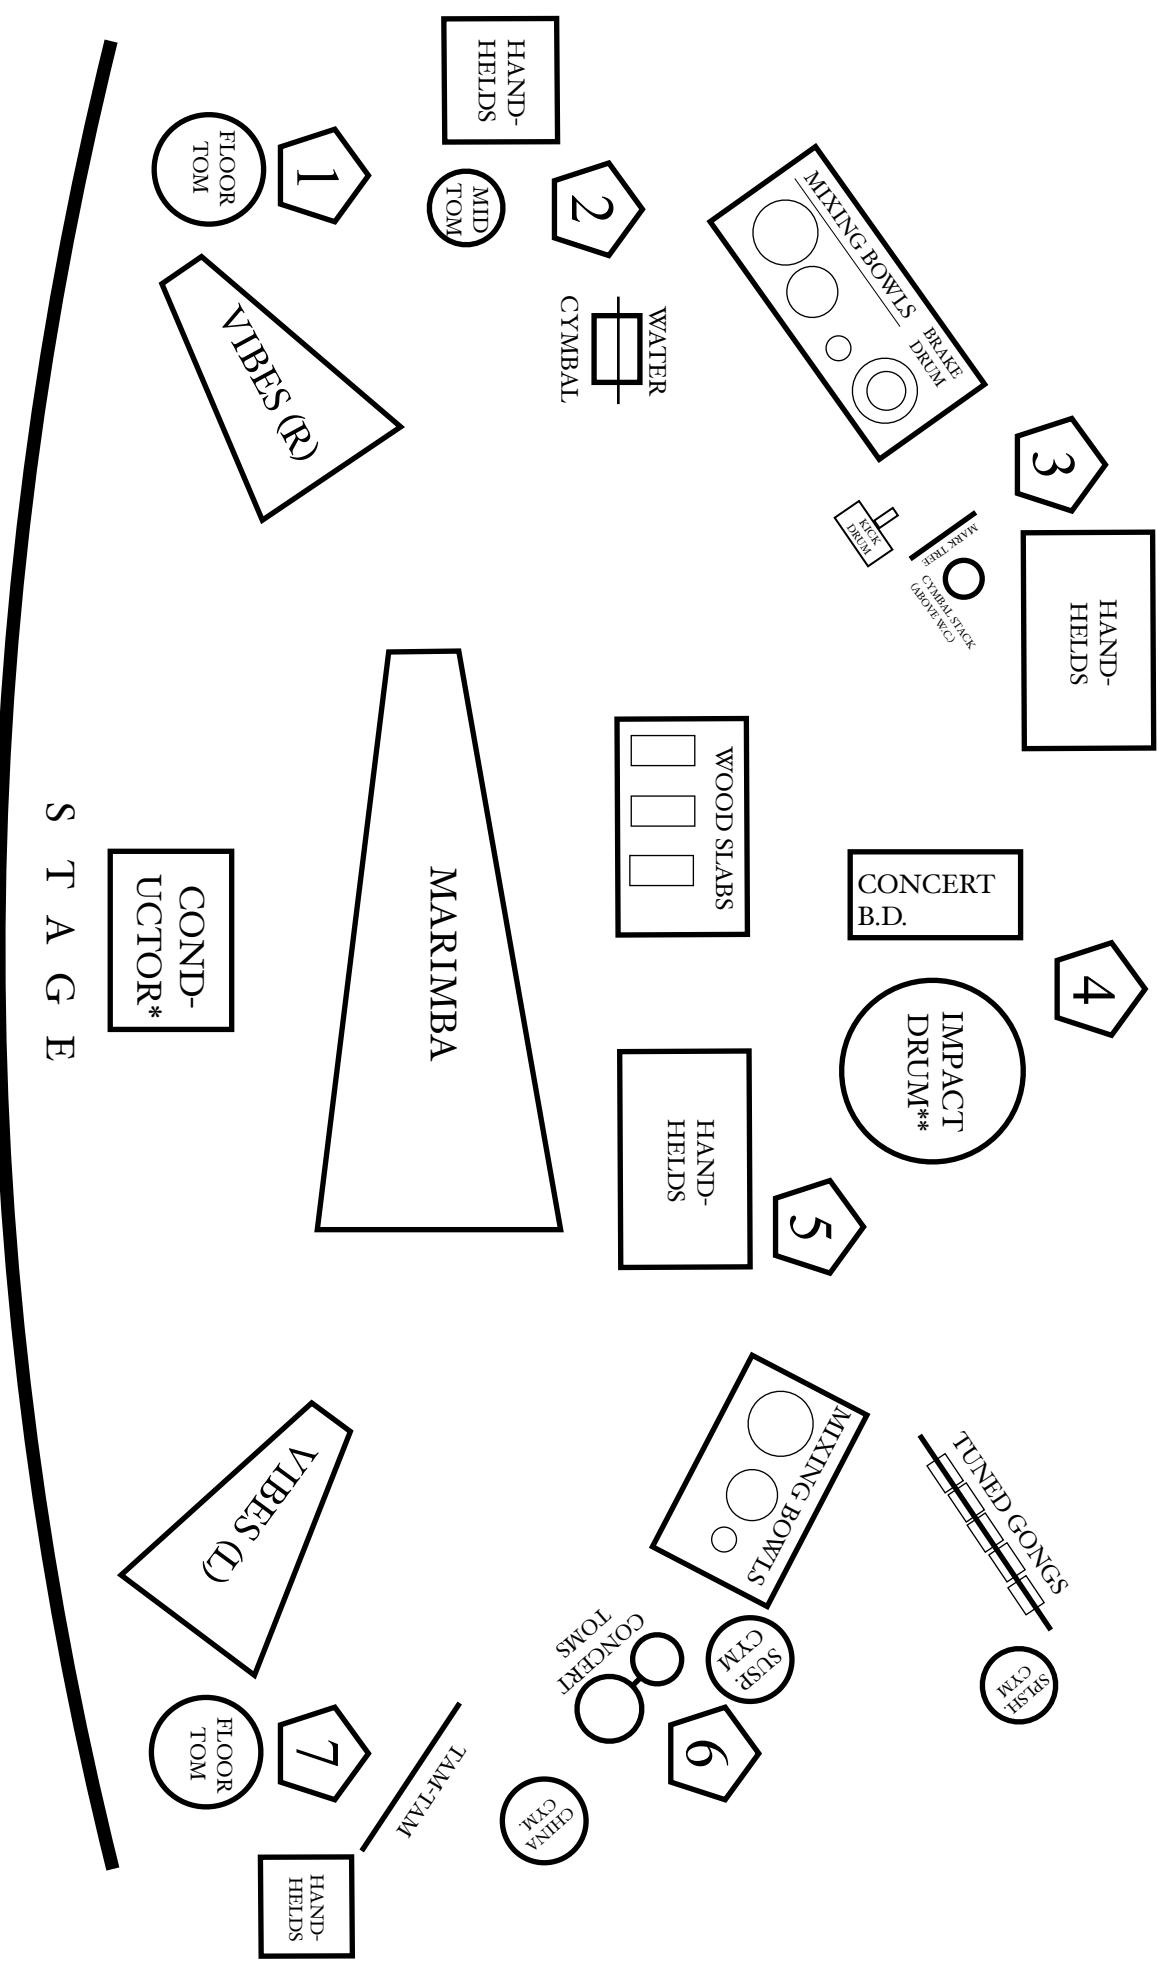 HAND-
HELDS
FLOOR
TOM
1
MID
TOM
2
VIBES (R)
WATER
CYMBAL
MIXING BOWLS
BRAKE
DRUM
3
KICK
DRUM
MARK TREE
CYMBAL STACK
(ABOVE W.C.)
HAND-
HELDS
WOOD SLABS
CONCERT
B.D.
4
IMPACT
DRUM**
MARIMBA
HAND-
HELDS
5
COND-
UCTOR*
STAGE
MIXING BOWLS
TUNED GONGS
SPLSH.
CYM
SUSP.
CYM
CONCERT
TOMS
6
CHINA
CYM.
TAM-TAM
VIBES (L)
7
FLOOR
TOM
HAND-
HELDS